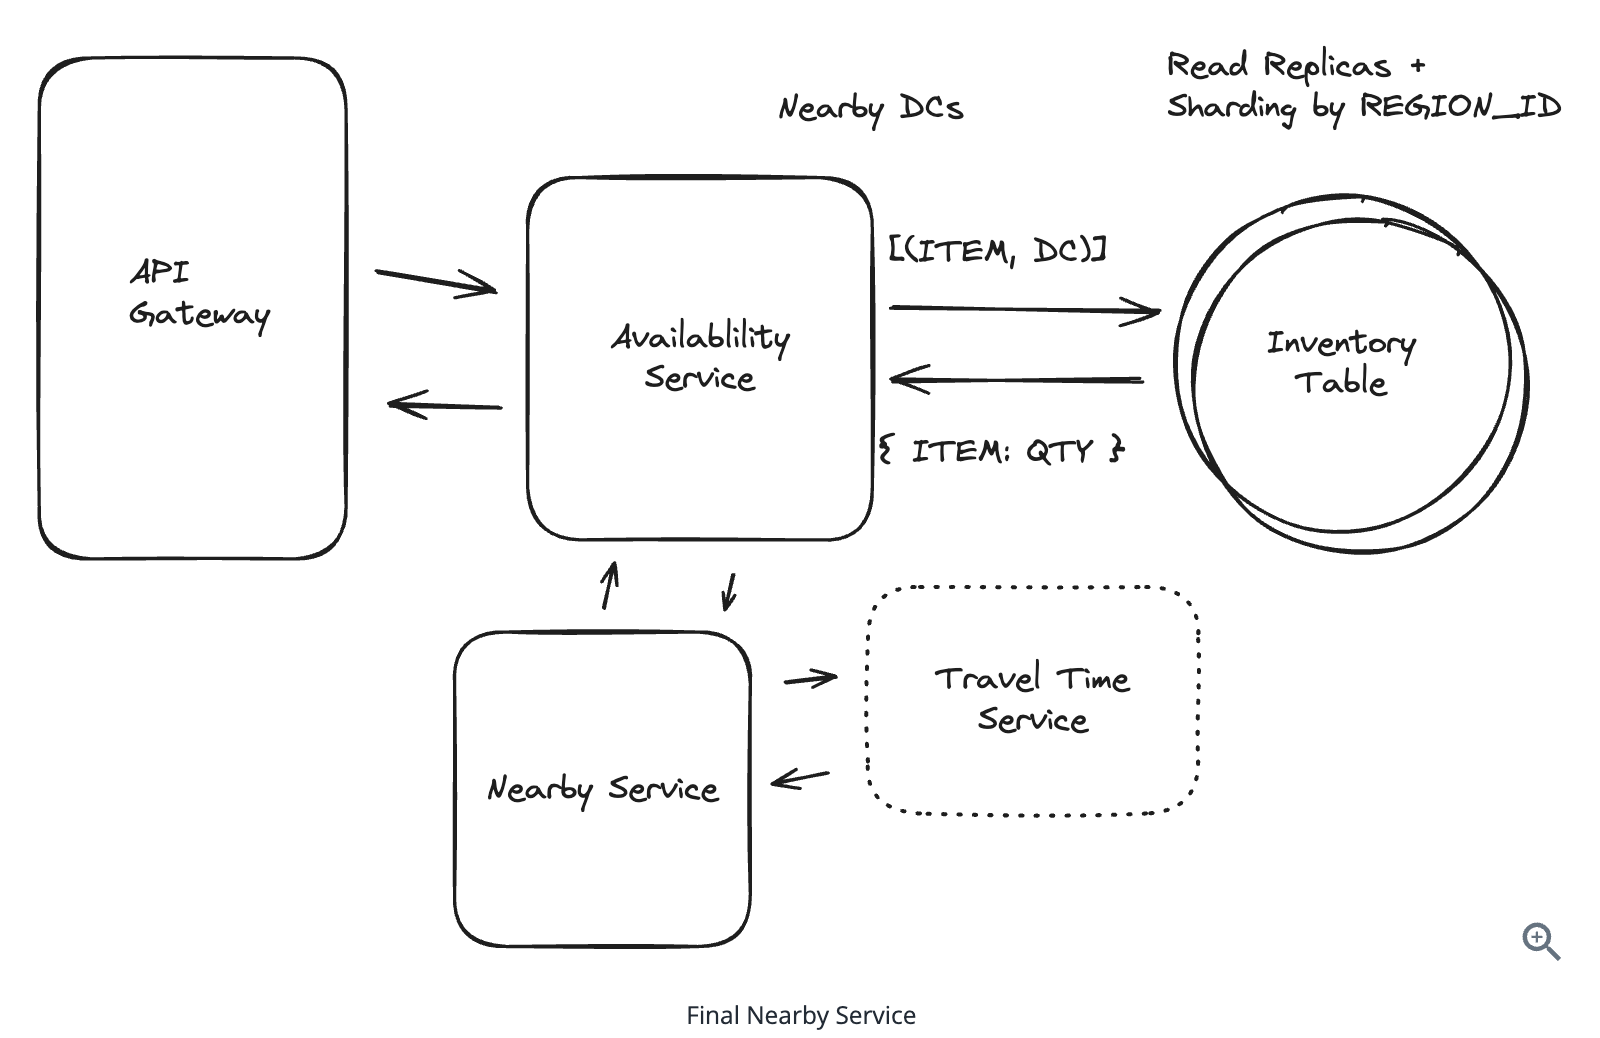 Read Replicas +
Sharding by REGION_ID
Nearby DCs
API
Gateway
Availablility
Service
[(ITEM, DC)]
{ ITEM: QTY }
Inventory
Table
Travel Time
Service
Nearby Service
Final Nearby Service